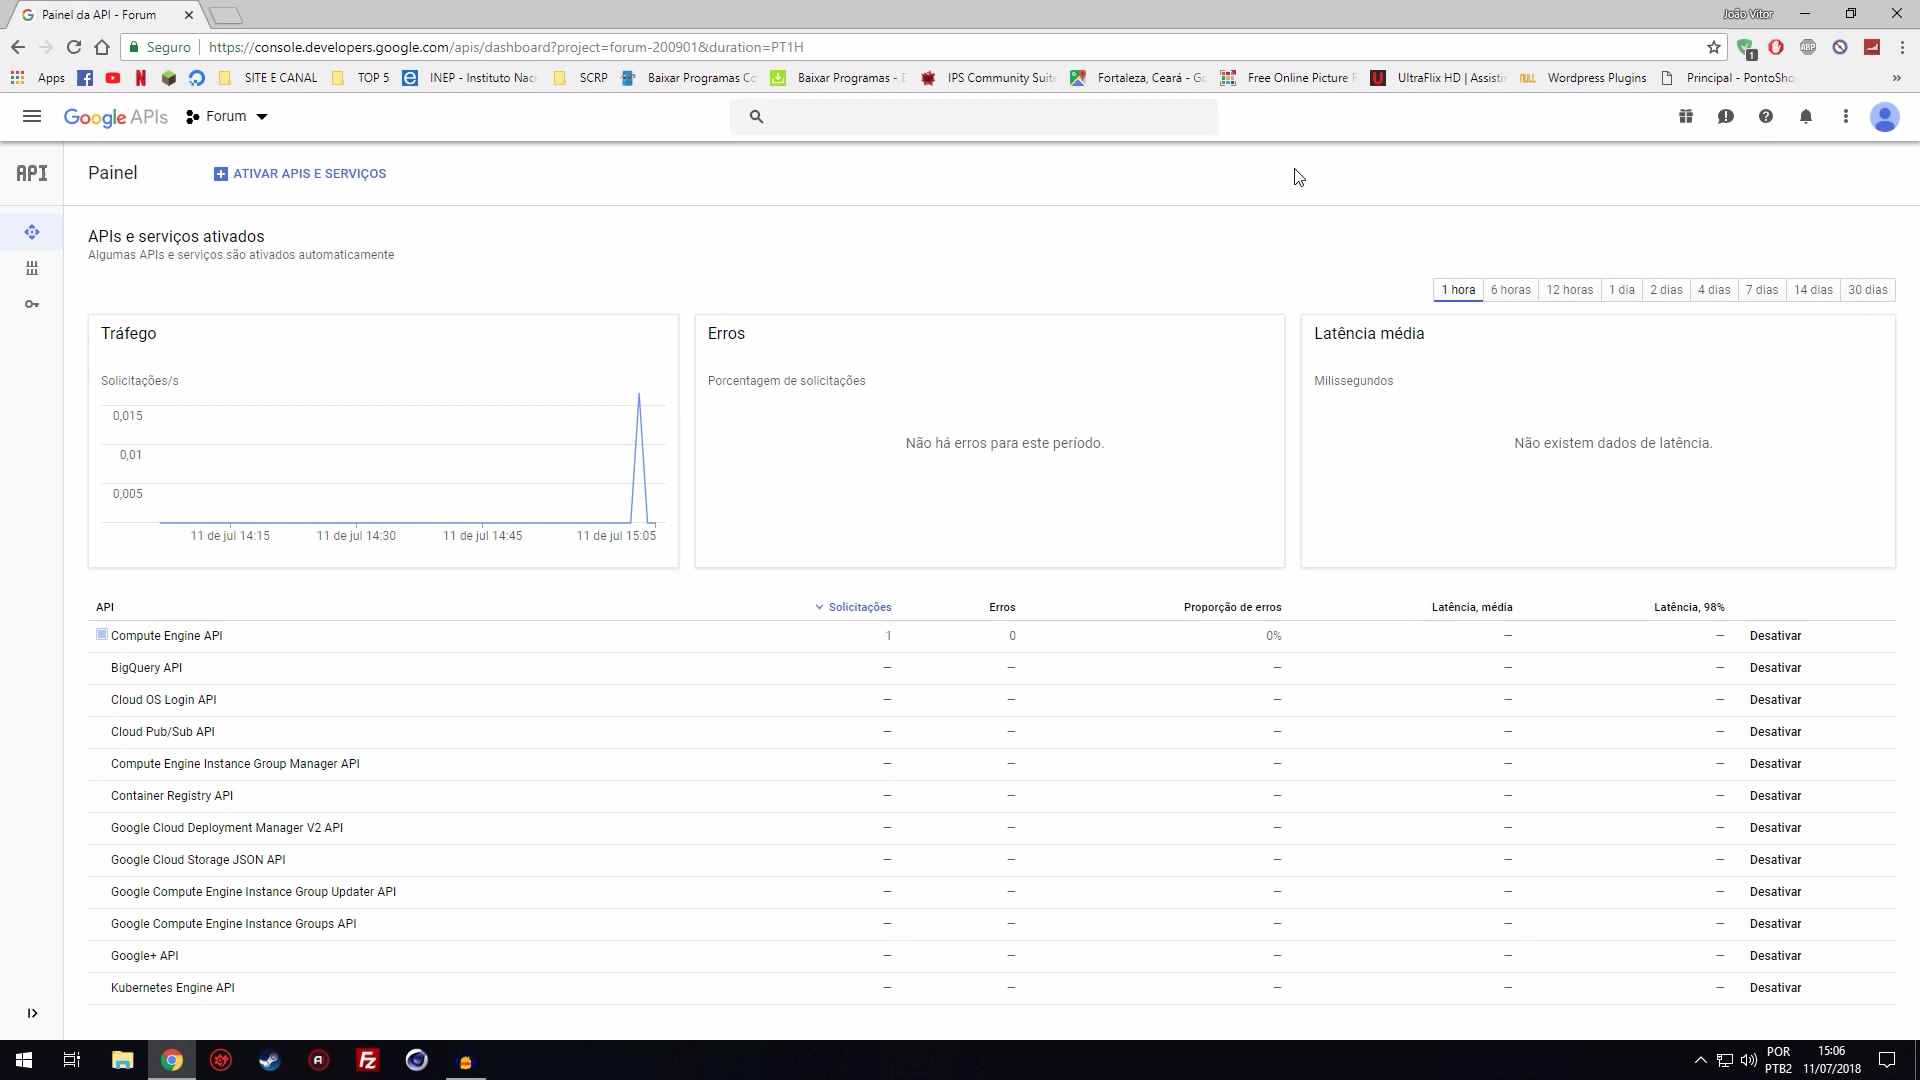 Painel da API - Forum
João Vítor
Seguro https://console.developers.google.com/apis/dashboard?project=forum-200901&duration=PT1H
1
ABP
Apps SITE E CANAL TOP 5 INEP - Instituto Naci SCRP Baixar Programas Co Baixar Programas - IPS Community Suite Fortaleza, Ceará - Go Free Online Picture UltraFlix HD | Assisti Wordpress Plugins Principal - PontoSho »
Google APIs Forum
API Painel ATIVAR APIS E SERVIÇOS
APIs e serviços ativados
Algumas APIs e serviços são ativados automaticamente
1 hora 6 horas 12 horas 1 dia 2 dias 4 dias 7 dias 14 dias 30 dias
Tráfego Erros Latência média
Solicitações/s Porcentagem de solicitações Milissegundos
0,015
0,01
0,005
Não há erros para este período. Não existem dados de latência.
11 de jul 14:15 11 de jul 14:30 11 de jul 14:45 11 de jul 15:05
API Solicitações Erros Proporção de erros Latência, média Latência, 98%
Compute Engine API 1 0 0% — — Desativar
BigQuery API — — — — — Desativar
Cloud OS Login API — — — — — Desativar
Cloud Pub/Sub API — — — — — Desativar
Compute Engine Instance Group Manager API — — — — — Desativar
Container Registry API — — — — — Desativar
Google Cloud Deployment Manager V2 API — — — — — Desativar
Google Cloud Storage JSON API — — — — — Desativar
Google Compute Engine Instance Group Updater API — — — — — Desativar
Google Compute Engine Instance Groups API — — — — — Desativar
Google+ API — — — — — Desativar
Kubernetes Engine API — — — — — Desativar
POR 15:06
PTB2 11/07/2018